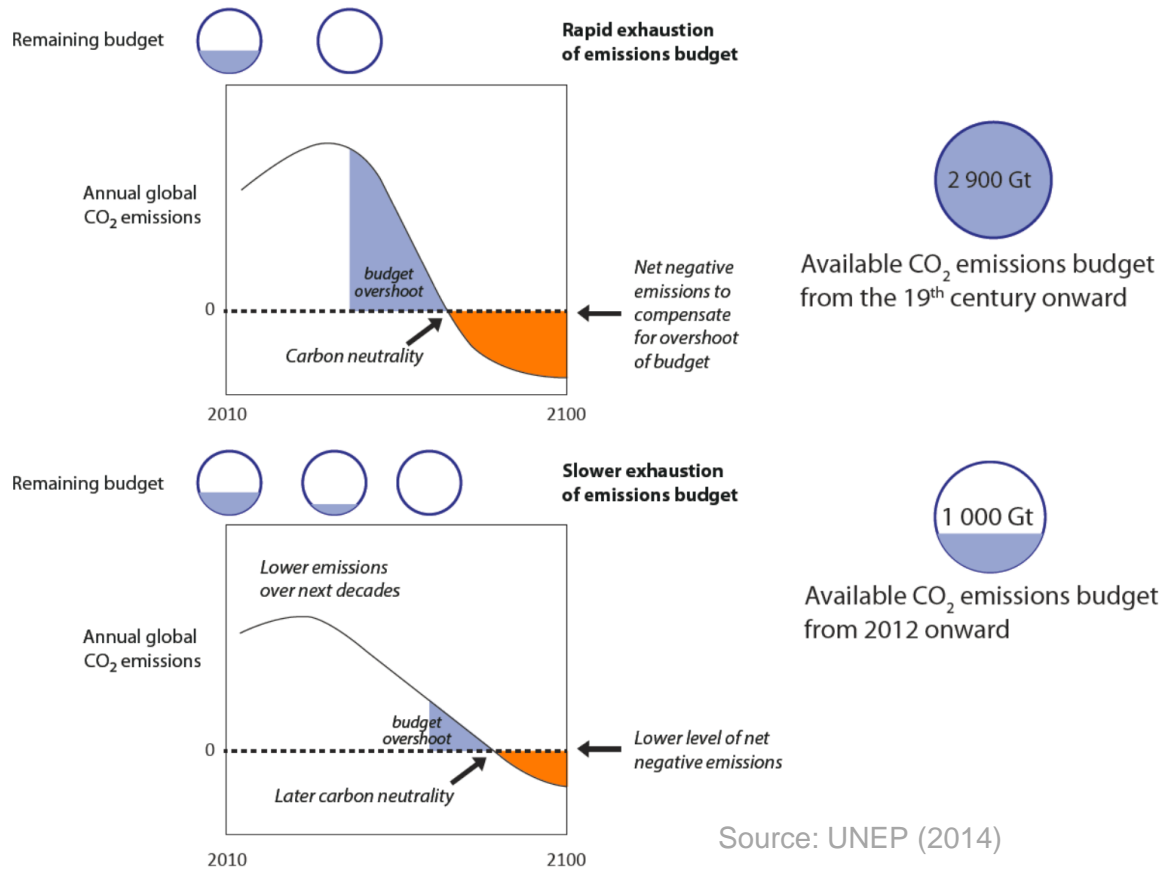 Remaining budget
Rapid exhaustion
of emissions budget
Annual global
CO₂ emissions
0
budget
overshoot
Carbon neutrality
Net negative
emissions to
compensate
for overshoot
of budget
2010
2100
2 900 Gt
Available CO₂ emissions budget
from the 19th century onward
Remaining budget
Slower exhaustion
of emissions budget
Lower emissions
over next decades
Annual global
CO₂ emissions
0
budget
overshoot
Later carbon neutrality
Lower level of net
negative emissions
2010
2100
1 000 Gt
Available CO₂ emissions budget
from 2012 onward
Source: UNEP (2014)